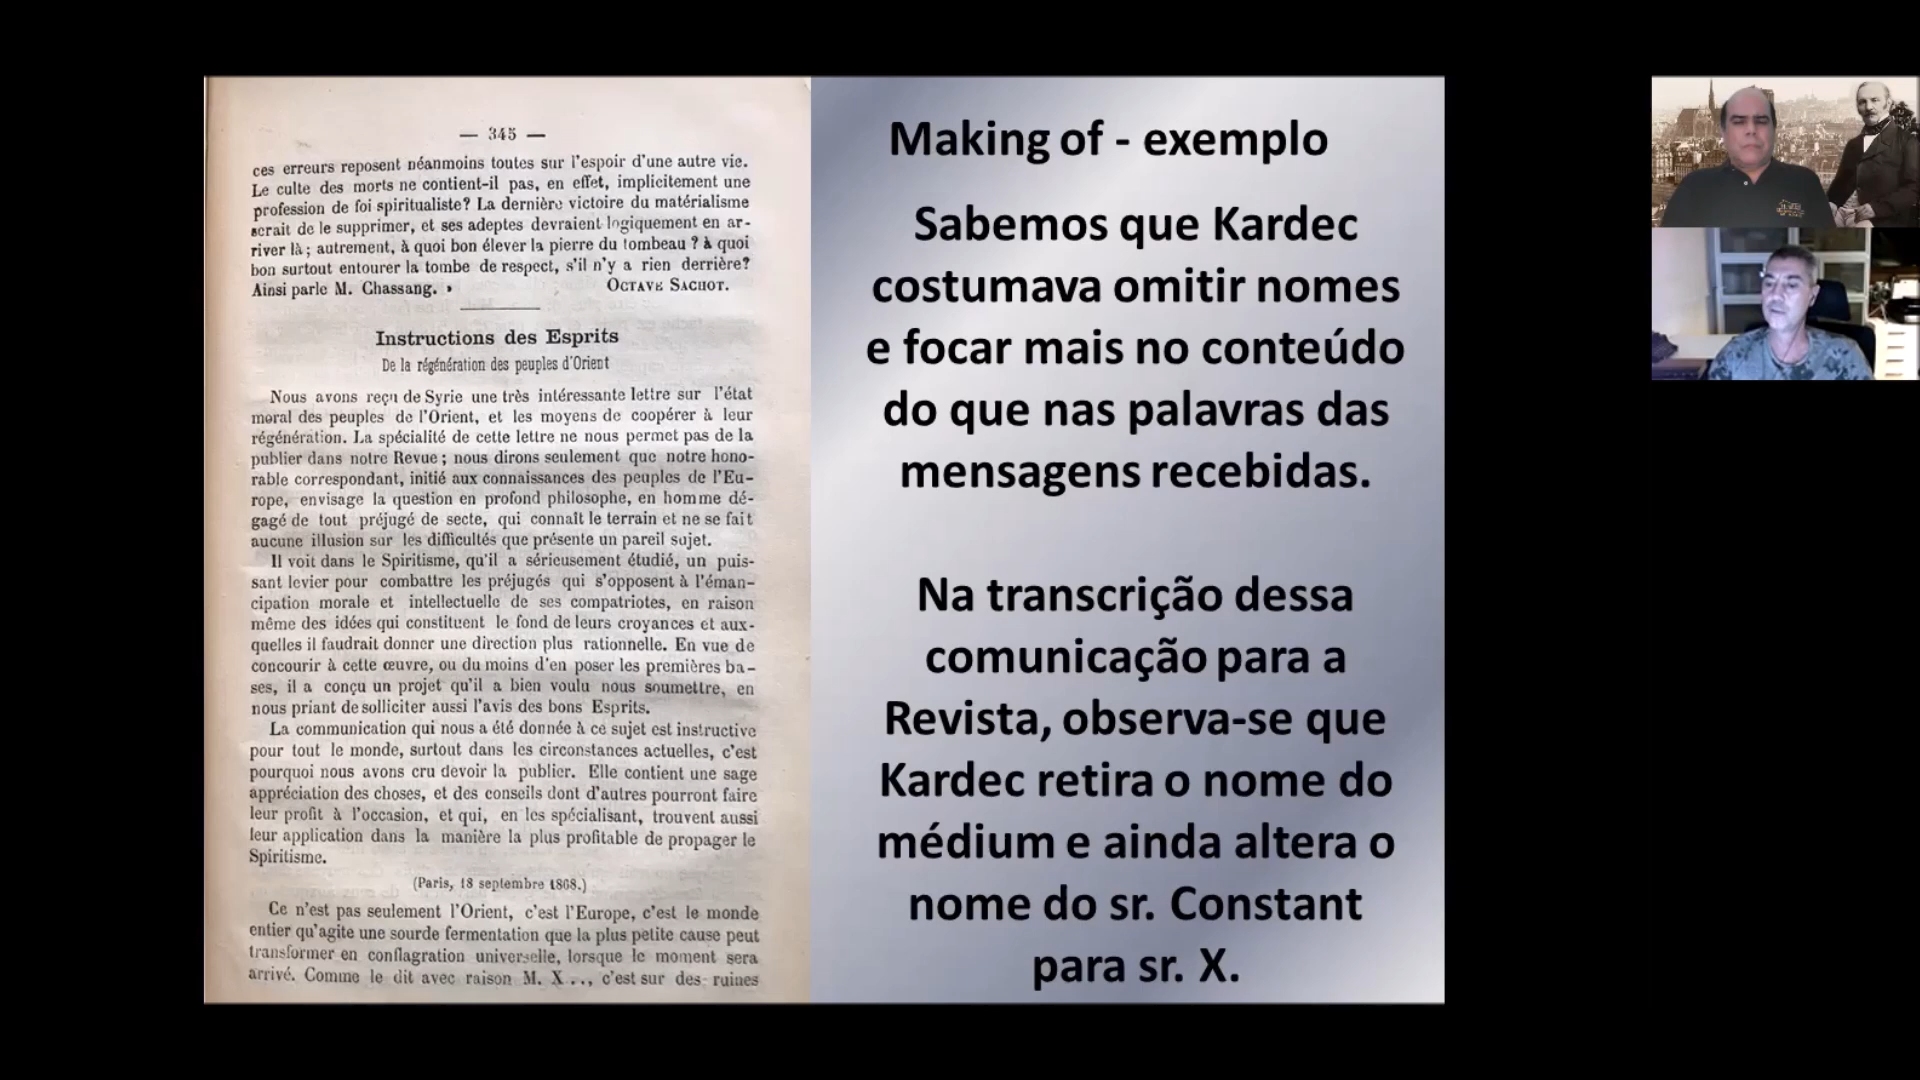 — 345 —
ces erreurs reposent néanmoins toutes sur l'espoir d'une autre vie.
Le culte des morts ne contient-il pas, en effet, implicitement une
profession de foi spiritualiste? La dernière victoire du matérialisme
serait de le supprimer, et ses adeptes devraient logiquement en ar-
river là; autrement, à quoi bon élever la pierre du tombeau ? à quoi
bon surtout entourer la tombe de respect, s'il n'y a rien derrière?
Ainsi parle M. Chassang. » OCTAVE SACHOT.
Instructions des Esprits
De la régénération des peuples d'Orient
Nous avons reçu de Syrie une très intéressante lettre sur l'état
moral des peuples de l'Orient, et les moyens de coopérer à leur
régénération. La spécialité de cette lettre ne nous permet pas de la
publier dans notre Revue; nous dirons seulement que notre hono-
rable correspondant, initié aux connaissances des peuples de l'Eu-
rope, envisage la question en profond philosophe, en homme dé-
gagé de tout préjugé de secte, qui connaît le terrain et ne se fait
aucune illusion sur les difficultés que présente un pareil sujet.
Il voit dans le Spiritisme, qu'il a sérieusement étudié, un puis-
sant levier pour combattre les préjugés qui s'opposent à l'éman-
cipation morale et intellectuelle de ses compatriotes, en raison
même des idées qui constituent le fond de leurs croyances et aux-
quelles il faudrait donner une direction plus rationnelle. En vue de
concourir à cette œuvre, ou du moins d'en poser les premières ba-
ses, il a conçu un projet qu'il a bien voulu nous soumettre, en
nous priant de solliciter aussi l'avis des bons Esprits.
La communication qui nous a été donnée à ce sujet est instructive
pour tout le monde, surtout dans les circonstances actuelles, c'est
pourquoi nous avons cru devoir la publier. Elle contient une sage
appréciation des choses, et des conseils dont d'autres pourront faire
leur profit à l'occasion, et qui, en les spécialisant, trouvent aussi
leur application dans la manière la plus profitable de propager le
Spiritisme.
(Paris, 18 septembre 1868.)
Ce n'est pas seulement l'Orient, c'est l'Europe, c'est le monde
entier qu'agite une sourde fermentation que la plus petite cause peut
transformer en conflagration universelle, lorsque le moment sera
arrivé. Comme le dit avec raison M. X..., c'est sur des ruines
Making of - exemplo
Sabemos que Kardec
costumava omitir nomes
e focar mais no conteúdo
do que nas palavras das
mensagens recebidas.
Na transcrição dessa
comunicação para a
Revista, observa-se que
Kardec retira o nome do
médium e ainda altera o
nome do sr. Constant
para sr. X.